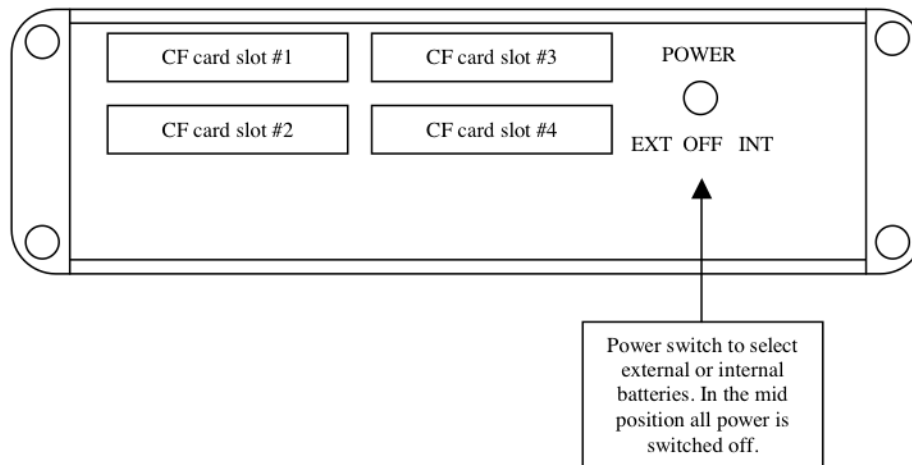 CF card slot #1
CF card slot #3
POWER
CF card slot #2
CF card slot #4
EXT OFF INT
Power switch to select
external or internal
batteries. In the mid
position all power is
switched off.